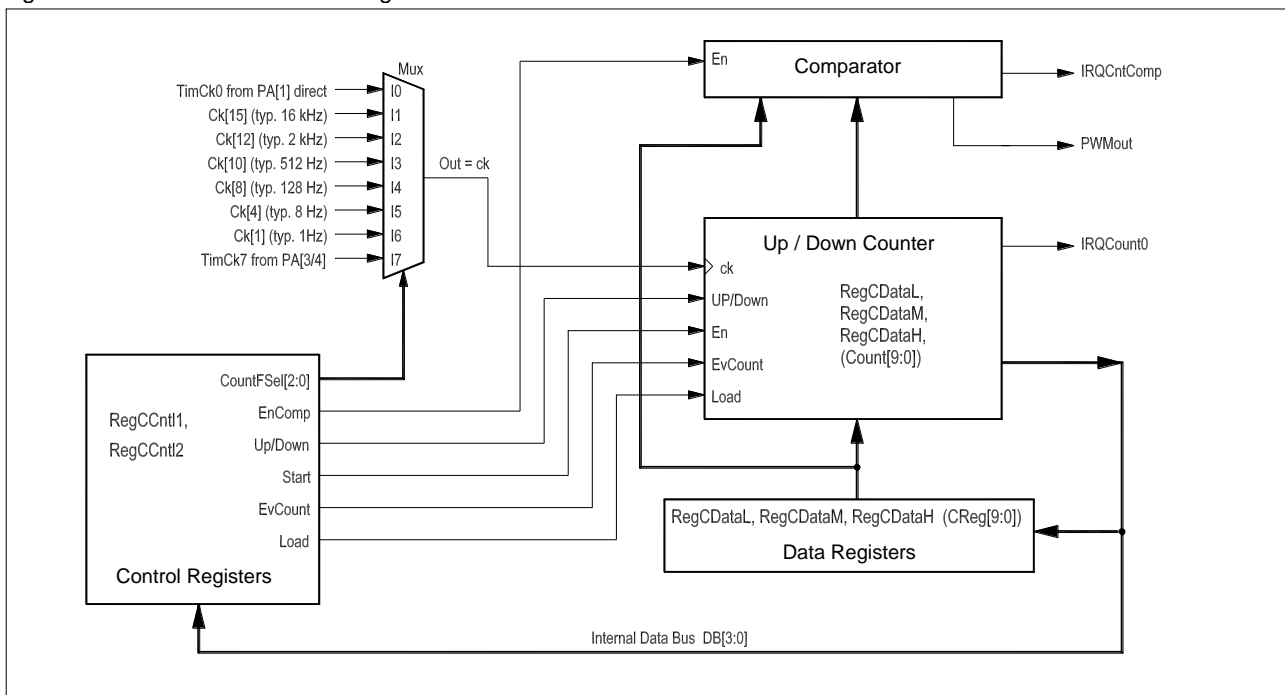 Mux
TimCk0 from PA[1] direct
I0
Ck[15] (typ. 16 kHz)
I1
Ck[12] (typ. 2 kHz)
I2
Ck[10] (typ. 512 Hz)
I3
Ck[8] (typ. 128 Hz)
I4
Ck[4] (typ. 8 Hz)
I5
Ck[1] (typ. 1Hz)
I6
TimCk7 from PA[3/4]
I7
Out = ck
En
Comparator
IRQCntComp
PWMout
Up / Down Counter
IRQCount0
ck
UP/Down
En
EvCount
Load
RegCDataL,
RegCDataM,
RegCDataH,
(Count[9:0])
CountFSel[2:0]
EnComp
Up/Down
Start
EvCount
Load
RegCCntl1,
RegCCntl2
Control Registers
RegCDataL, RegCDataM, RegCDataH (CReg[9:0])
Data Registers
Internal Data Bus DB[3:0]